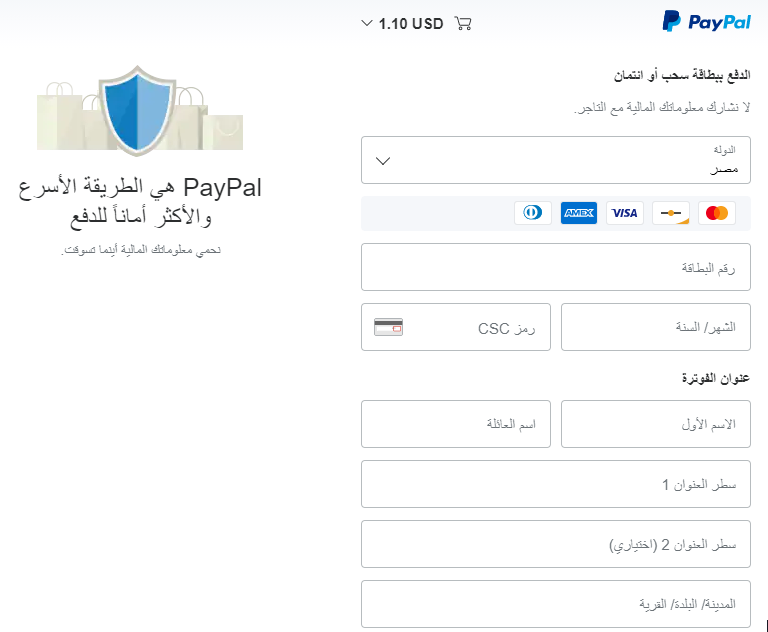 PayPal
1.10 USD
الدفع ببطاقة سحب أو ائتمان
لا نشارك معلوماتك المالية مع التاجر.
الدولة
مصر
AMEX
VISA
رقم البطاقة
الشهر/ السنة
رمز CSC
عنوان الفوترة
الاسم الأول
اسم العائلة
سطر العنوان 1
سطر العنوان 2 (اختياري)
المدينة/ البلدة/ القرية
PayPal هي الطريقة الأسرع
والأكثر أماناً للدفع
نحمي معلوماتك المالية أينما تسوقت.